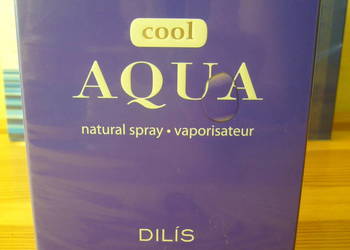 cool
AQUA
natural spray • vaporisateur
DILÍS